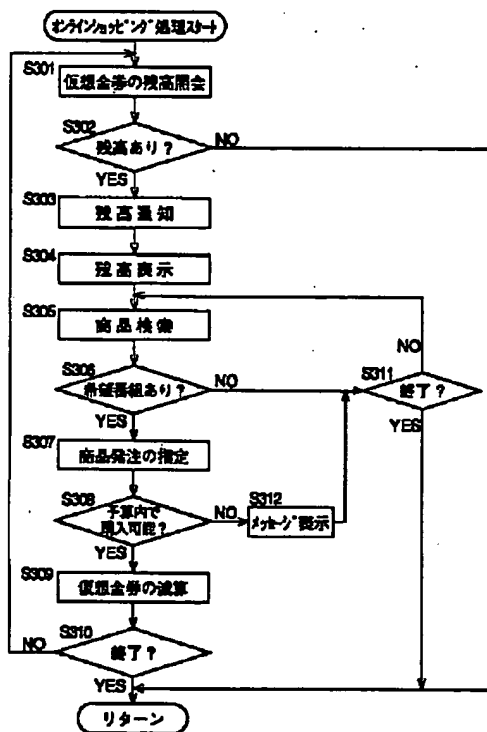 オンラインショッピング処理スタート
S301
仮想金券の残高照会
S302
残高あり？
NO
YES
S303
残高通知
S304
残高表示
S305
商品検索
NO
S306
希望番組あり？
NO
S311
終了？
YES
YES
S307
商品発注の指定
S308
予算内で
購入可能？
NO
S312
メッセージ表示
YES
S309
仮想金券の減算
S310
NO
終了？
YES
リターン